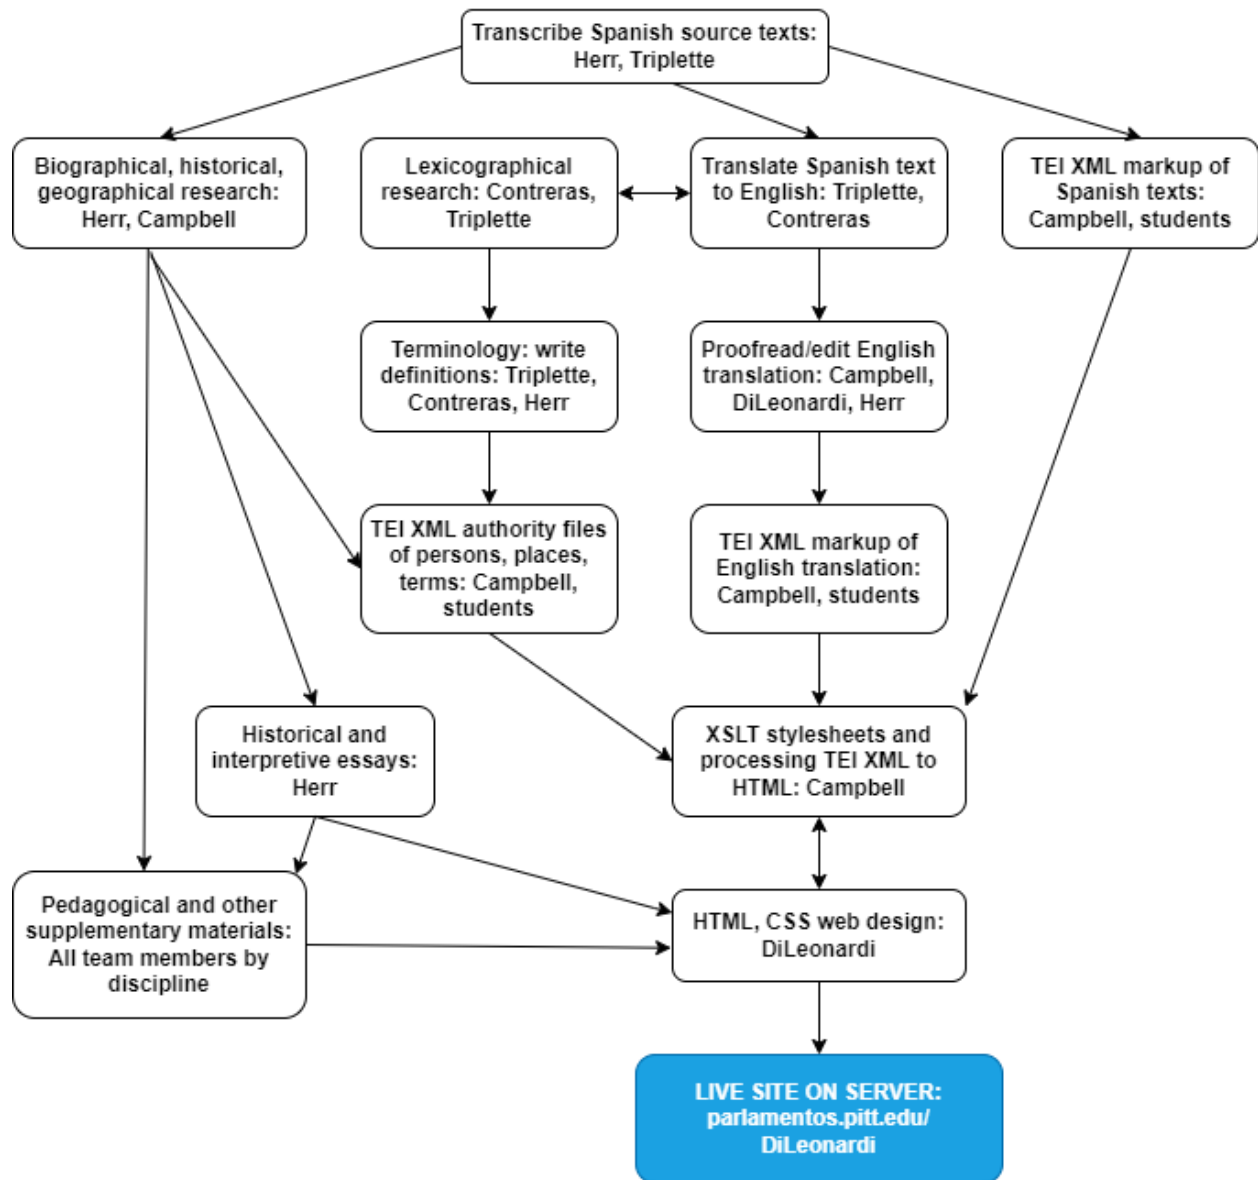 Transcribe Spanish source texts:
Herr, Triplette
Biographical, historical,
geographical research:
Herr, Campbell
Lexicographical
research: Contreras,
Triplette
Translate Spanish text
to English: Triplette,
Contreras
TEI XML markup of
Spanish texts:
Campbell, students
Terminology: write
definitions: Triplette,
Contreras, Herr
Proofread/edit English
translation: Campbell,
DiLeonardi, Herr
TEI XML authority files
of persons, places,
terms: Campbell,
students
TEI XML markup of
English translation:
Campbell, students
Historical and
interpretive essays:
Herr
XSLT stylesheets and
processing TEI XML to
HTML: Campbell
Pedagogical and other
supplementary materials:
All team members by
discipline
HTML, CSS web design:
DiLeonardi
LIVE SITE ON SERVER:
parlamentos.pitt.edu/
DiLeonardi